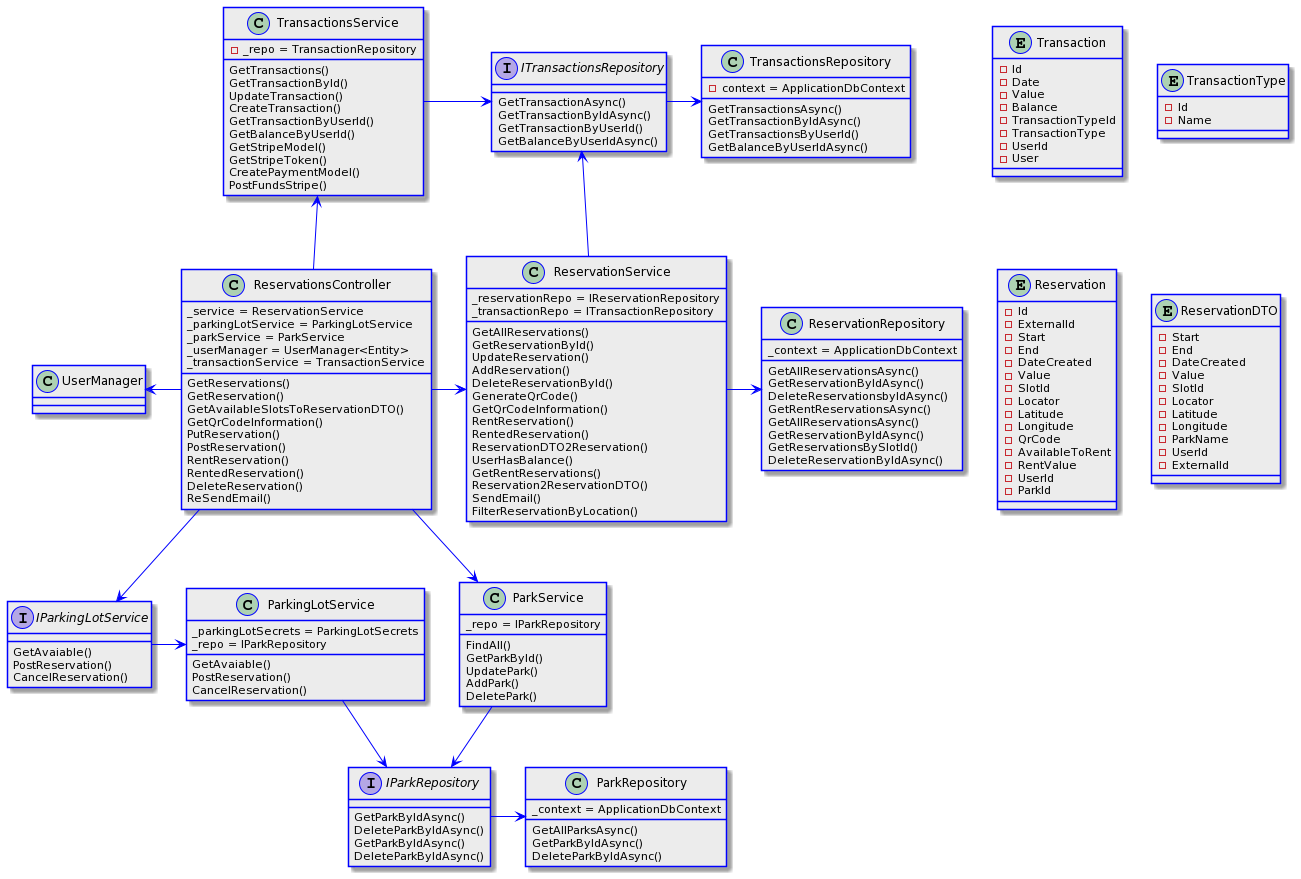 C TransactionsService
_repo = TransactionRepository
GetTransactions()
GetTransactionById()
UpdateTransaction()
CreateTransaction()
GetTransactionByUserId()
GetBalanceByUserId()
GetStripeModel()
GetStripeToken()
CreatePaymentModel()
PostFundsStripe()
I ITransactionsRepository
GetTransactionAsync()
GetTransactionByIdAsync()
GetTransactionByUserId()
GetBalanceByUserIdAsync()
C TransactionsRepository
context = ApplicationDbContext
GetTransactionsAsync()
GetTransactionByIdAsync()
GetTransactionsByUserId()
GetBalanceByUserIdAsync()
E Transaction
Id
Date
Value
Balance
TransactionTypeId
TransactionType
UserId
User
E TransactionType
Id
Name
C UserManager
C ReservationsController
_service = ReservationService
_parkingLotService = ParkingLotService
_parkService = ParkService
_userManager = UserManager<Entity>
_transactionService = TransactionService
GetReservations()
GetReservation()
GetAvailableSlotsToReservationDTO()
GetQrCodeInformation()
PutReservation()
PostReservation()
RentReservation()
RentedReservation()
DeleteReservation()
ReSendEmail()
C ReservationService
_reservationRepo = IReservationRepository
_transactionRepo = ITransactionRepository
GetAllReservations()
GetReservationById()
UpdateReservation()
AddReservation()
DeleteReservationById()
GenerateQrCode()
GetQrCodeInformation()
RentReservation()
RentedReservation()
ReservationDTO2Reservation()
UserHasBalance()
GetRentReservations()
Reservation2ReservationDTO()
SendEmail()
FilterReservationByLocation()
C ReservationRepository
_context = ApplicationDbContext
GetAllReservationsAsync()
GetReservationByIdAsync()
DeleteReservationsbyIdAsync()
GetRentReservationsAsync()
GetAllReservationsAsync()
GetReservationByIdAsync()
GetReservationsBySlotId()
DeleteReservationByIdAsync()
E Reservation
Id
ExternalId
Start
End
DateCreated
Value
SlotId
Locator
Latitude
Longitude
QrCode
AvailableToRent
RentValue
UserId
ParkId
E ReservationDTO
Start
End
DateCreated
Value
SlotId
Locator
Latitude
Longitude
ParkName
UserId
ExternalId
I IParkingLotService
GetAvaiable()
PostReservation()
CancelReservation()
C ParkingLotService
_parkingLotSecrets = ParkingLotSecrets
_repo = IParkRepository
GetAvaiable()
PostReservation()
CancelReservation()
C ParkService
_repo = IParkRepository
FindAll()
GetParkById()
UpdatePark()
AddPark()
DeletePark()
I IParkRepository
GetParkByIdAsync()
DeleteParkByIdAsync()
GetParkByIdAsync()
DeleteParkByIdAsync()
C ParkRepository
_context = ApplicationDbContext
GetAllParksAsync()
GetParkByIdAsync()
DeleteParkByIdAsync()